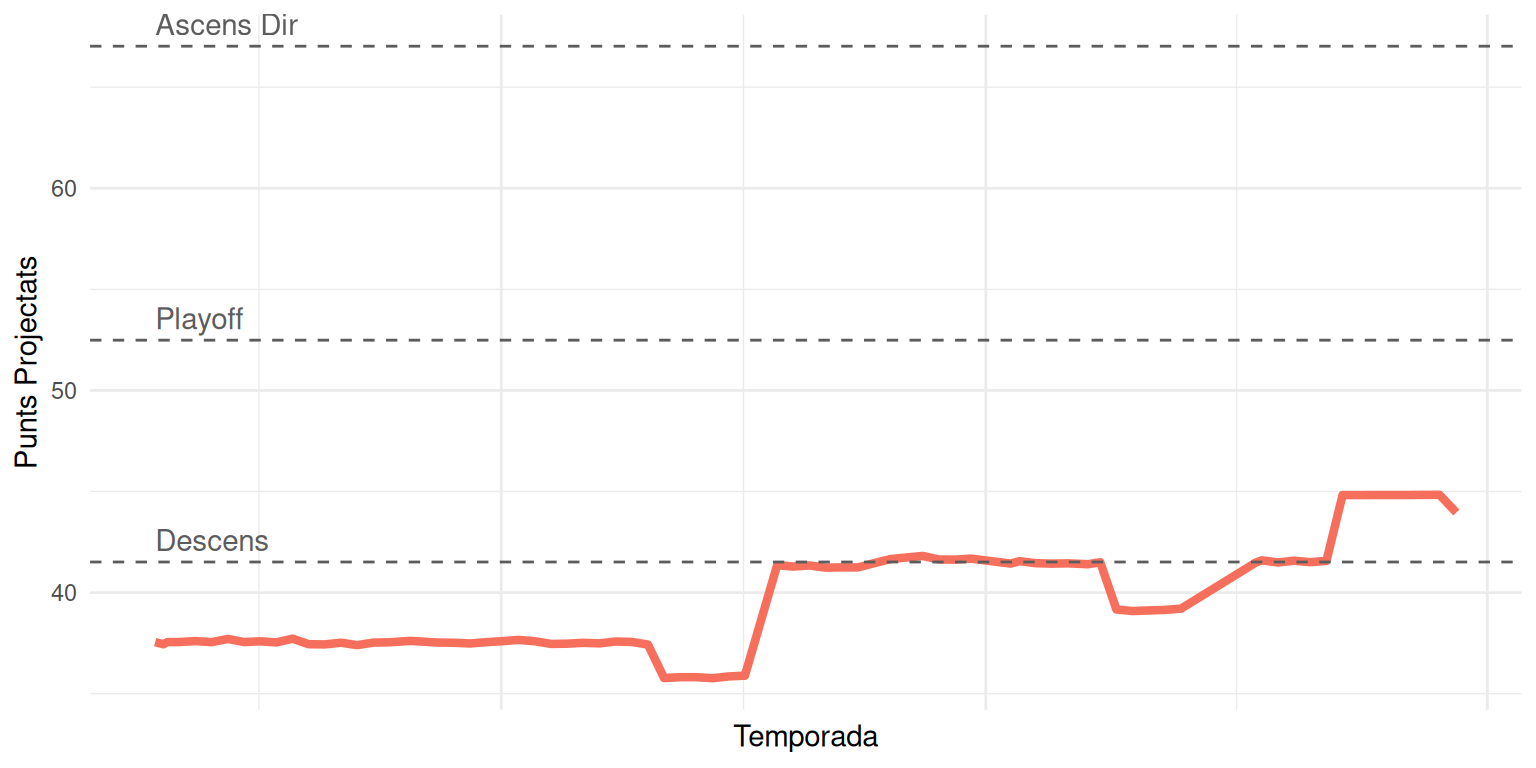 Ascens Dir
60
Playoff
50
Descens
40
Punts Projectats
Temporada